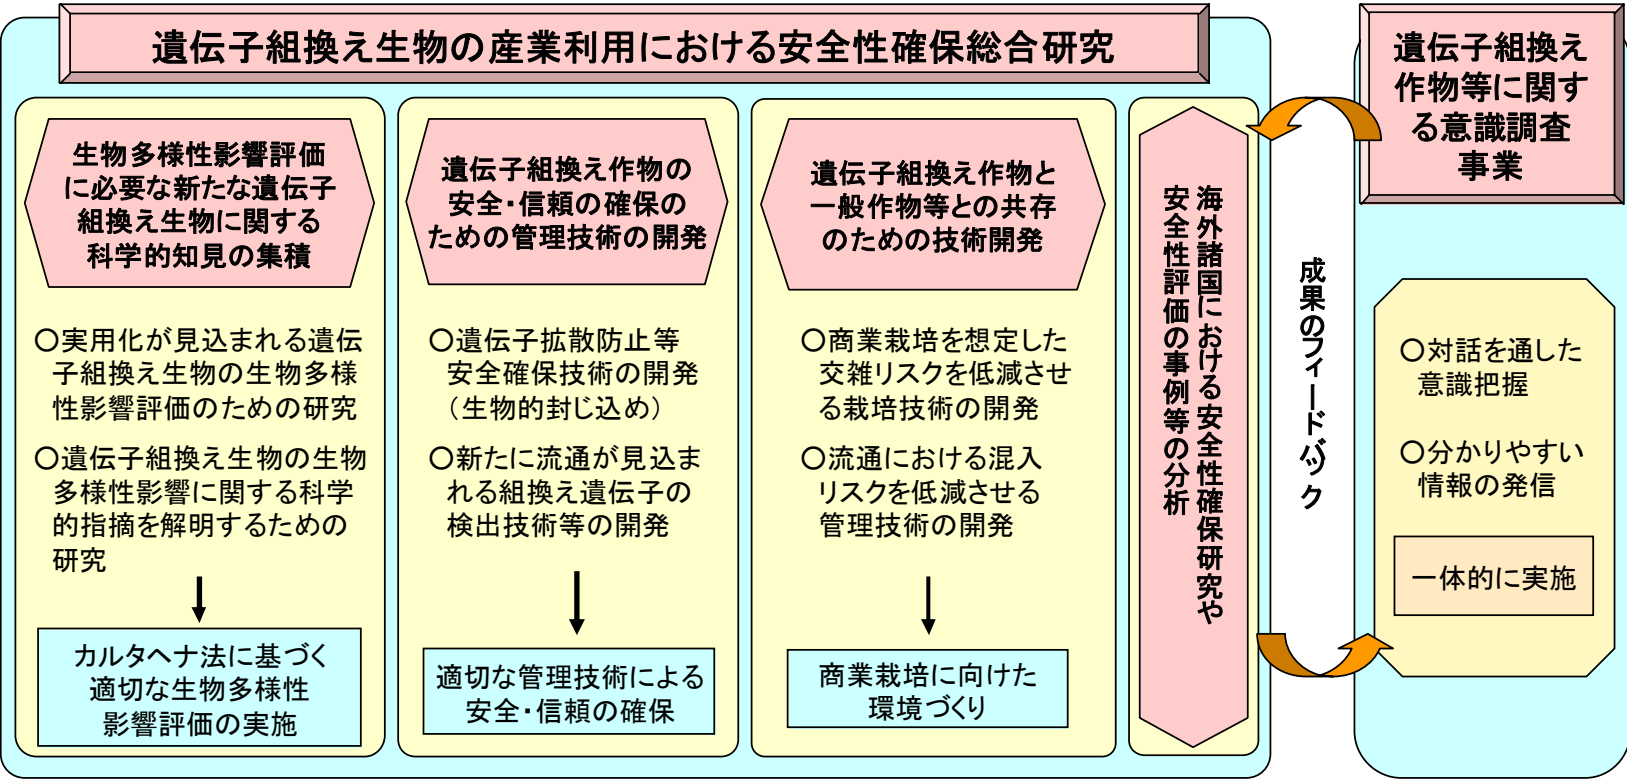 遺伝子組換え生物の産業利用における安全性確保総合研究
生物多様性影響評価
に必要な新たな遺伝子
組換え生物に関する
科学的知見の集積
〇実用化が見込まれる遺伝
子組換え生物の生物多様
性影響評価のための研究
〇遺伝子組換え生物の生物
多様性影響に関する科学
的指摘を解明するための
研究
カルタヘナ法に基づく
適切な生物多様性
影響評価の実施
遺伝子組換え作物の
安全・信頼の確保の
ための管理技術の開発
〇遺伝子拡散防止等
安全確保技術の開発
（生物的封じ込め）
〇新たに流通が見込ま
れる組換え遺伝子の
検出技術等の開発
適切な管理技術による
安全・信頼の確保
遺伝子組換え作物と
一般作物等との共存
のための技術開発
〇商業栽培を想定した
交雑リスクを低減させ
る栽培技術の開発
〇流通における混入
リスクを低減させる
管理技術の開発
商業栽培に向けた
環境づくり
海外諸国における安全性確保研究や
安全性評価の事例等の分析
成果のフィードバック
遺伝子組換え
作物等に関す
る意識調査
事業
〇対話を通した
意識把握
〇分かりやすい
情報の発信
一体的に実施